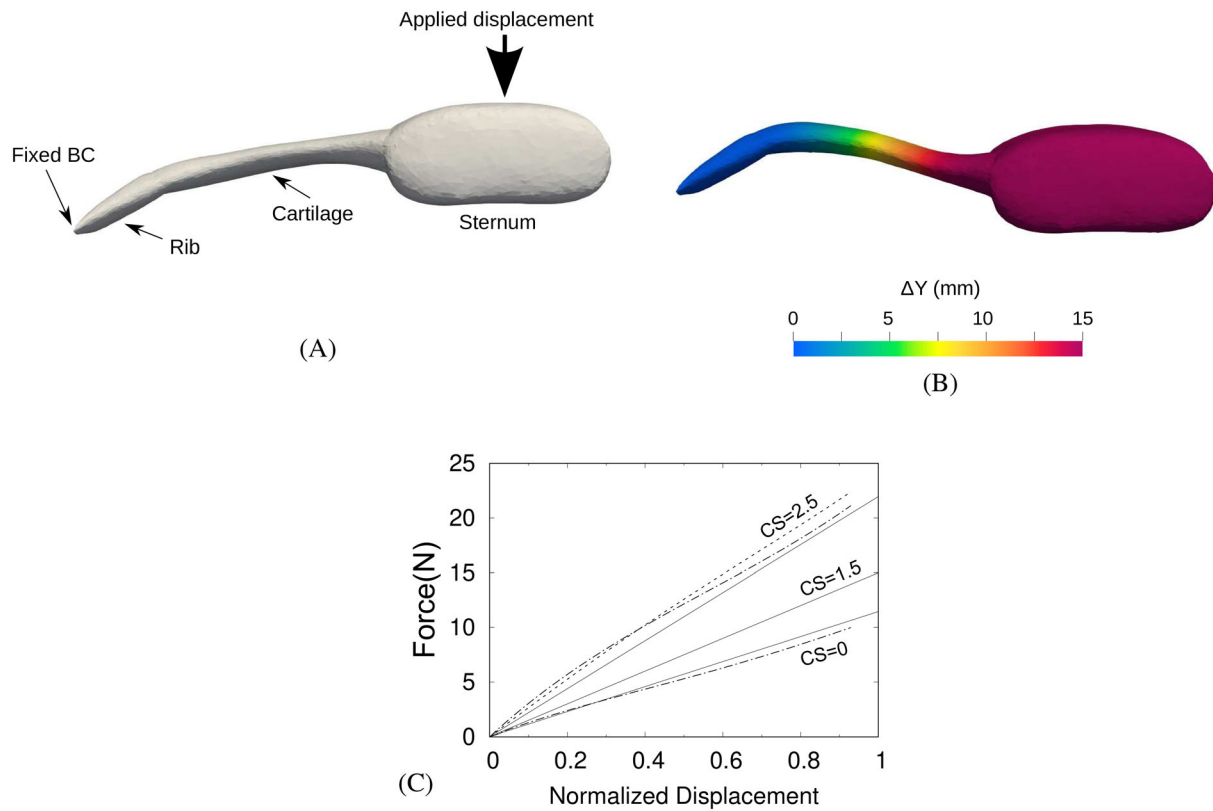 Applied displacement
Fixed BC
Rib
Cartilage
Sternum
(A)
ΔY (mm)
0 5 10 15
(B)
25
20
15
10
5
0
Force(N)
CS=2.5
CS=1.5
CS=0
0 0.2 0.4 0.6 0.8 1
Normalized Displacement
(C)